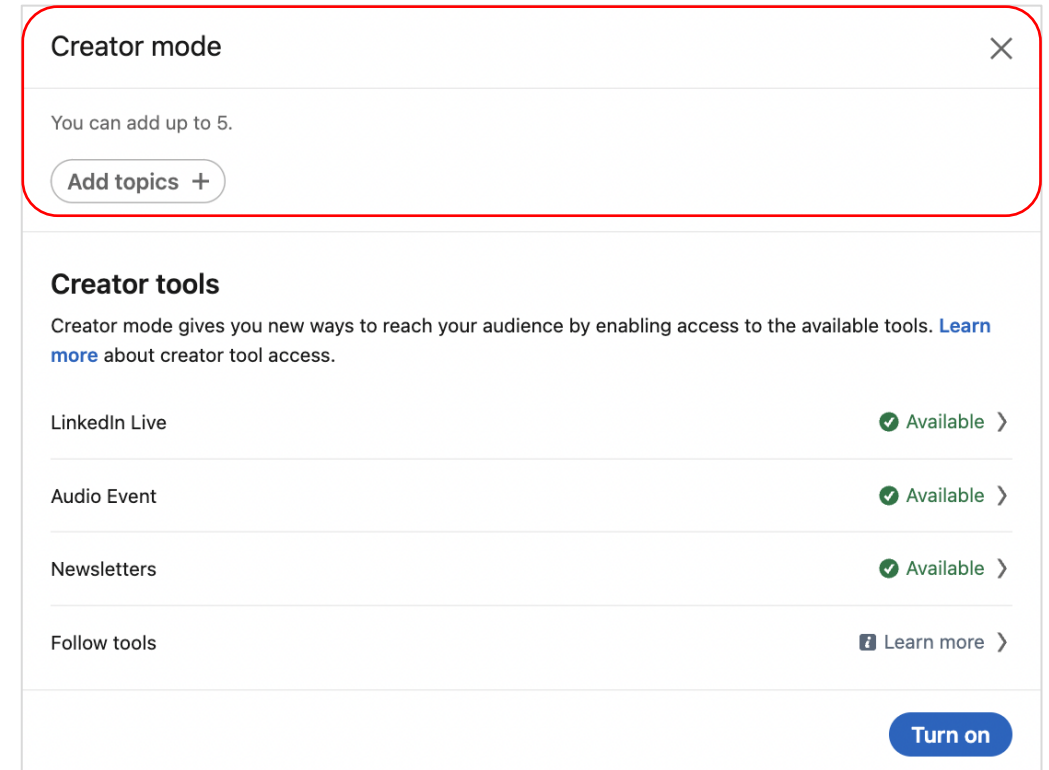 Creator mode
You can add up to 5.
Add topics +
Creator tools
Creator mode gives you new ways to reach your audience by enabling access to the available tools. Learn
more about creator tool access.
LinkedIn Live
Available
Audio Event
Available
Newsletters
Available
Follow tools
Learn more
Turn on